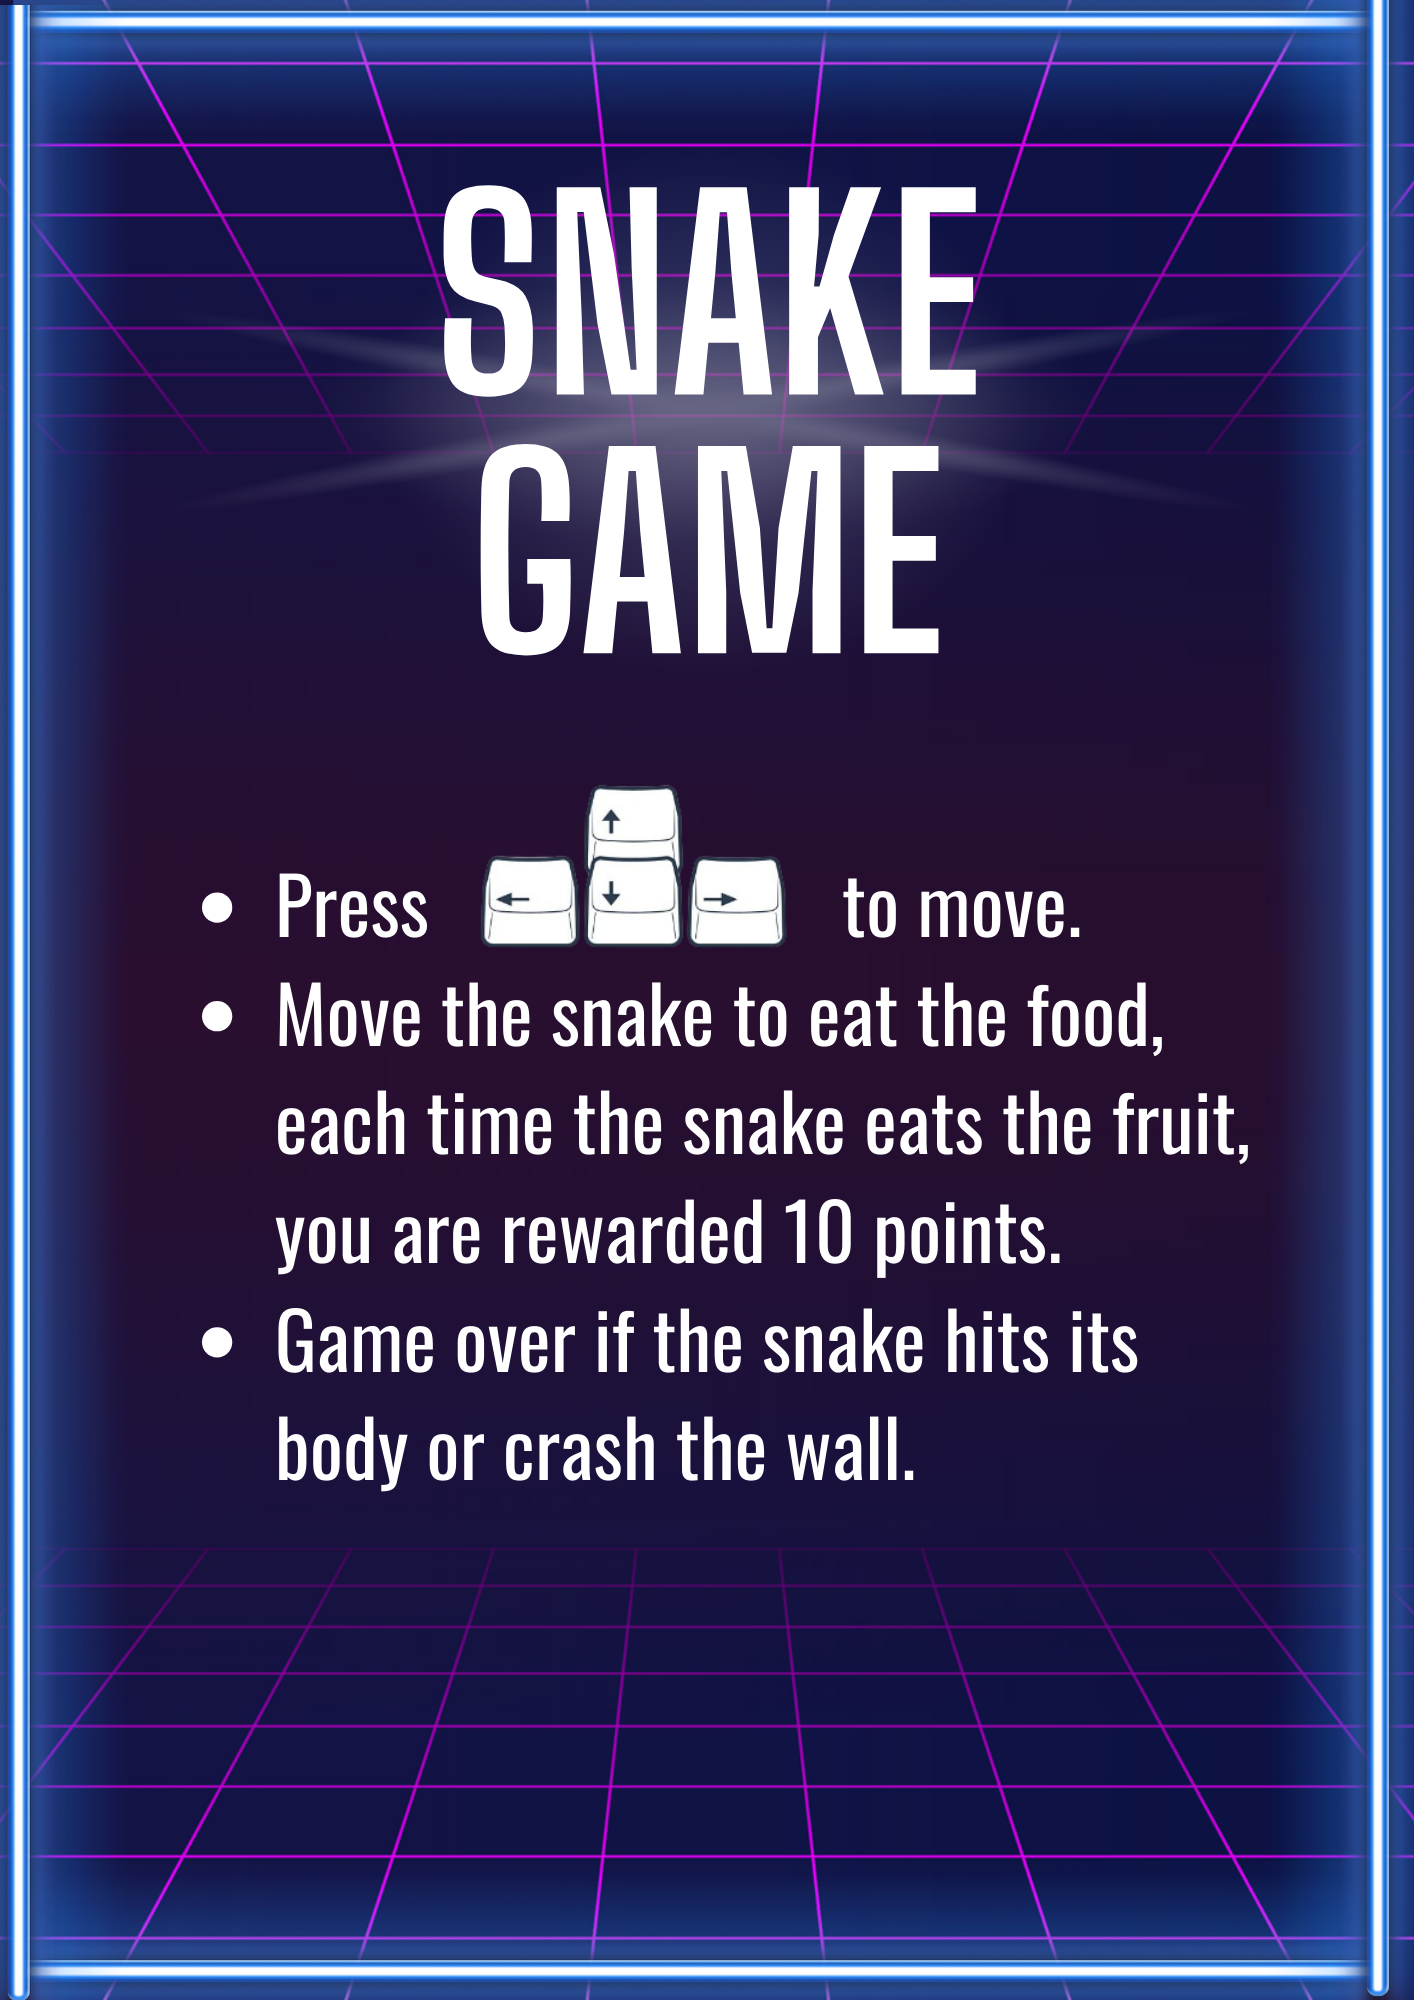 SNAKE
GAME
• Press ↑ ← ↓ → to move.
• Move the snake to eat the food,
each time the snake eats the fruit,
you are rewarded 10 points.
• Game over if the snake hits its
body or crash the wall.